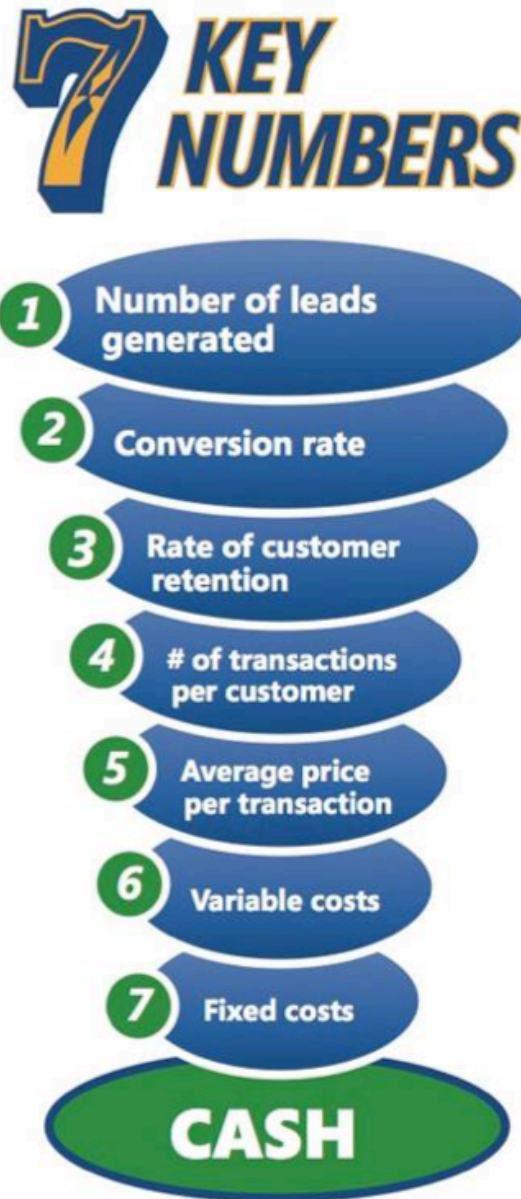 7 KEY
NUMBERS
1 Number of leads
generated
2 Conversion rate
3 Rate of customer
retention
4 # of transactions
per customer
5 Average price
per transaction
6 Variable costs
7 Fixed costs
CASH